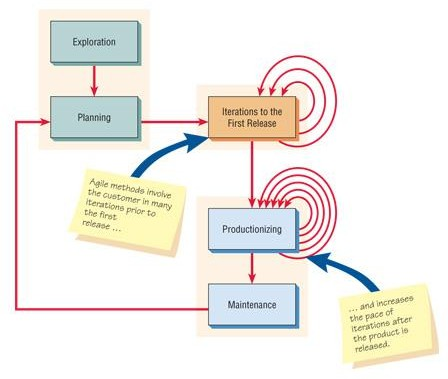 Exploration
Planning
Iterations to the
First Release
Agile methods involve
the customer in many
iterations prior to
the first
release ...
Productionizing
Maintenance
... and increases
the pace of
iterations after
the product is
released.